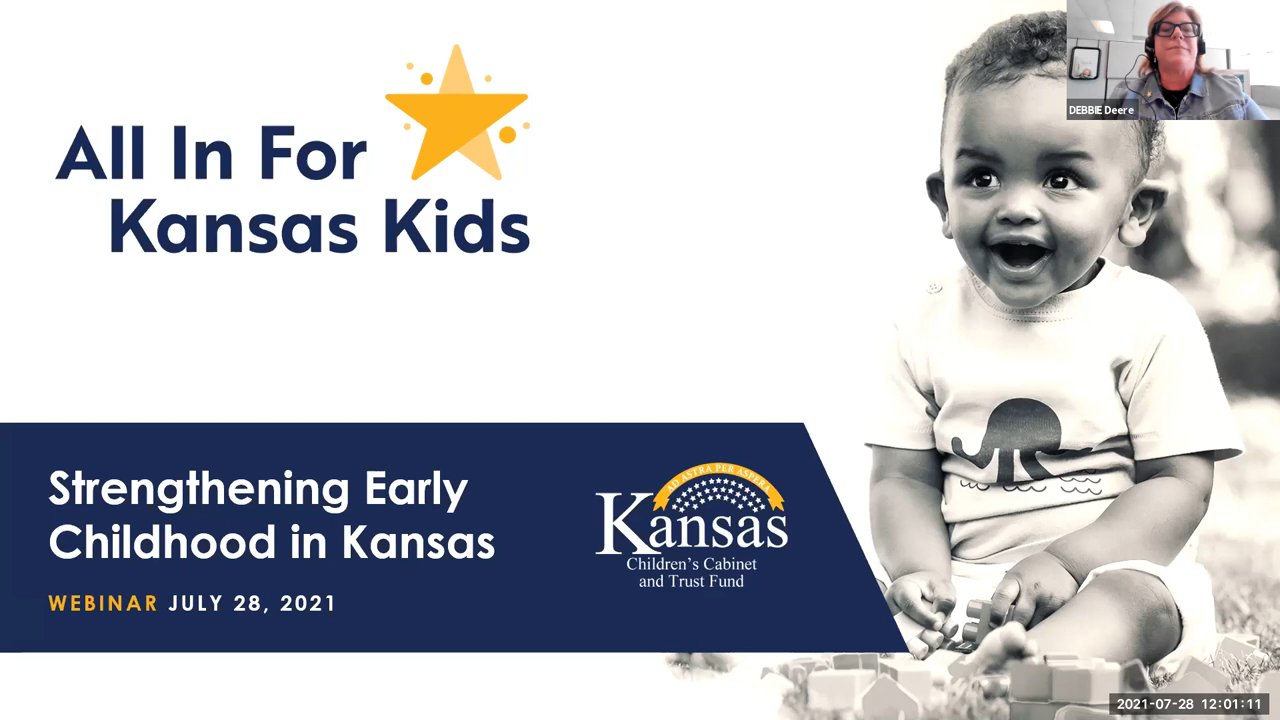 DEBBIE Deere
All In For
Kansas Kids
Strengthening Early
Childhood in Kansas
WEBINAR JULY 28, 2021
AD ASTRA PER ASPERA
Kansas
Children's Cabinet
and Trust Fund
2021-07-28 12:01:11